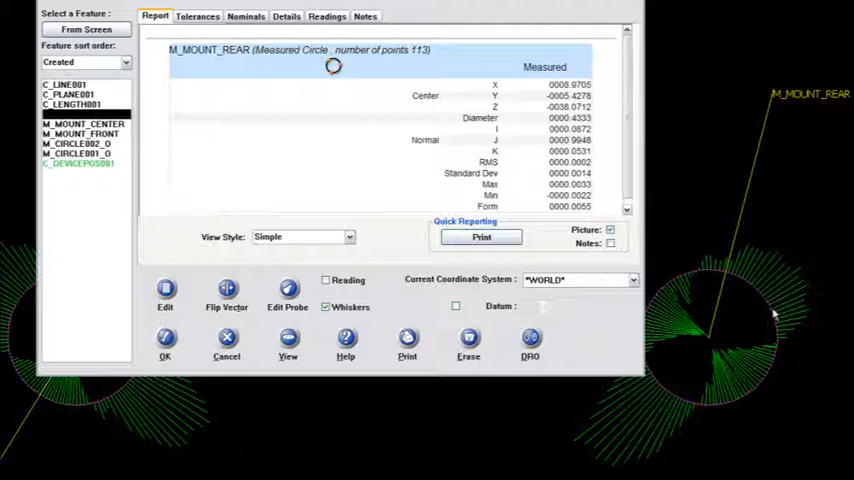 Select a Feature:
From Screen
Feature sort order:
Created
C_LINE001
C_PLANE001
C_LENGTH001
M_MOUNT_CENTER
M_MOUNT_FRONT
M_CIRCLE002_O
M_CIRCLE001_O
C_DEVICEPOS001
Report Tolerances Nominals Details Readings Notes
M_MOUNT_REAR (Measured Circle , number of points 113)
Measured
X 0008.9705
Center Y -0005.4278
Z -0038.0712
Diameter 0000.4333
I 0000.0872
Normal J 0000.9948
K 0000.0531
RMS 0000.0002
Standard Dev 0000.0014
Max 0000.0033
Min -0000.0022
Form 0000.0055
View Style: Simple
Quick Reporting
Print
Picture:
Notes:
Edit
Flip Vector
Edit Probe
Reading
Whiskers
Current Coordinate System : *WORLD*
Datum :
OK
Cancel
View
Help
Print
Erase
DRO
M_MOUNT_REAR